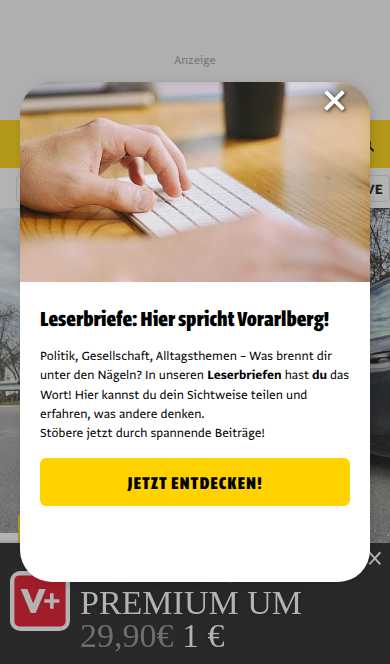 Anzeige
VE
Leserbriefe: Hier spricht Vorarlberg!
Politik, Gesellschaft, Alltagsthemen – Was brennt dir
unter den Nägeln? In unseren Leserbriefen hast du das
Wort! Hier kannst du dein Sichtweise teilen und
erfahren, was andere denken.
Stöbere jetzt durch spannende Beiträge!
JETZT ENTDECKEN!
V+
PREMIUM UM
29,90€ 1 €